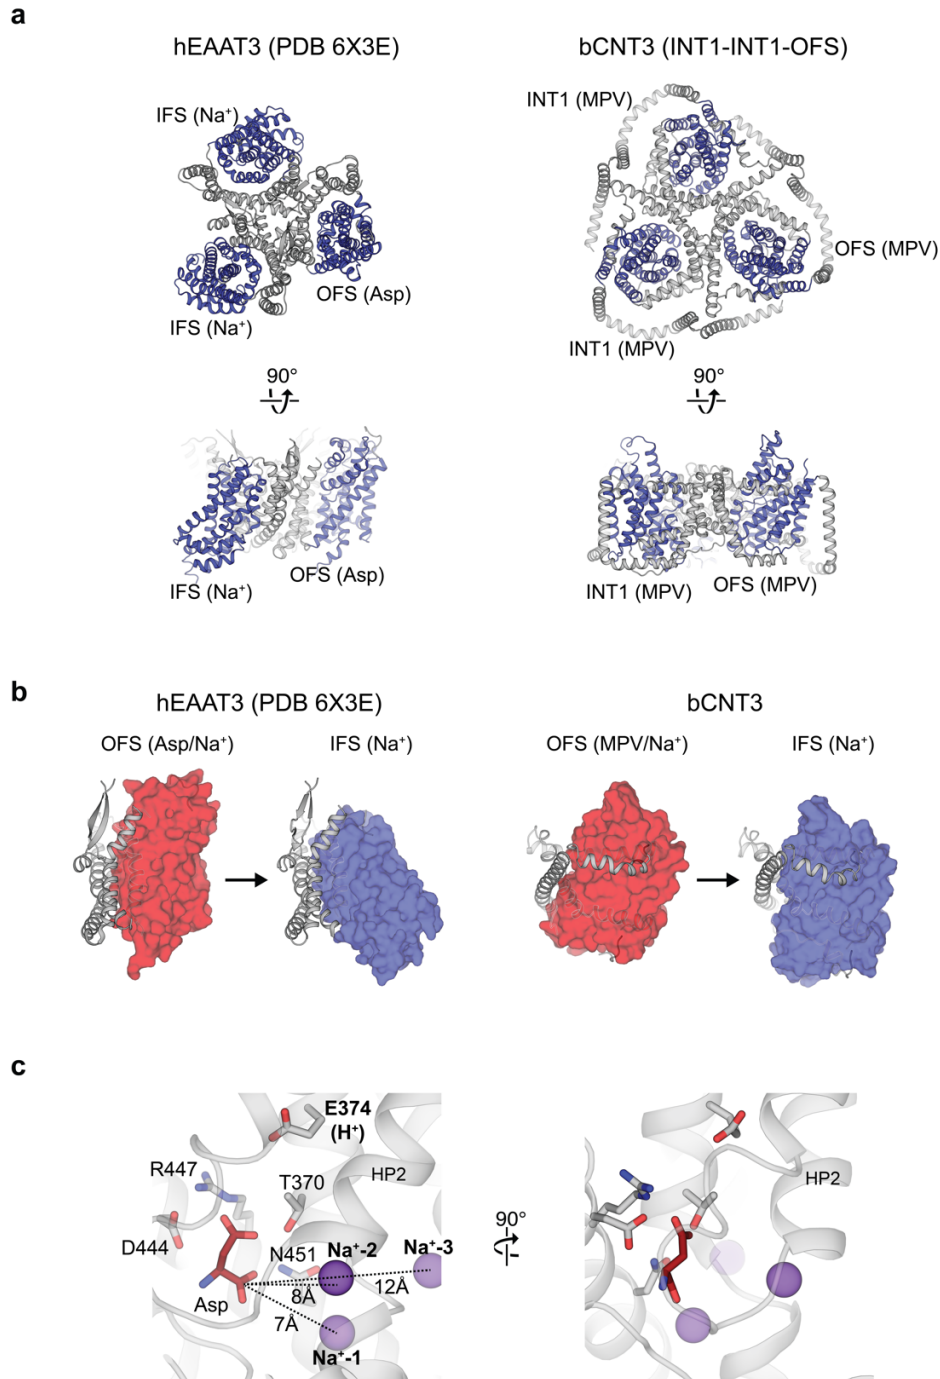 a
hEAAT3 (PDB 6X3E)
bCNT3 (INT1-INT1-OFS)
IFS (Na⁺)
OFS (Asp)
IFS (Na⁺)
INT1 (MPV)
OFS (MPV)
INT1 (MPV)
90°
90°
IFS (Na⁺)
OFS (Asp)
INT1 (MPV)
OFS (MPV)
b
hEAAT3 (PDB 6X3E)
bCNT3
OFS (Asp/Na⁺)
IFS (Na⁺)
OFS (MPV/Na⁺)
IFS (Na⁺)
c
E374
(H⁺)
R447
T370
HP2
D444
N451
Na⁺-2
Na⁺-3
Asp
8Å
12Å
7Å
Na⁺-1
90°
HP2